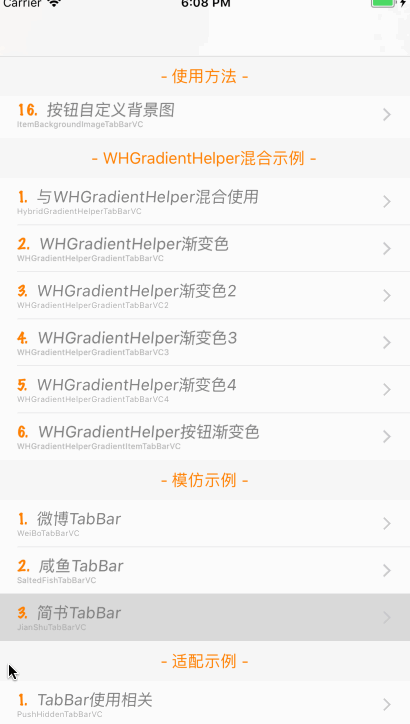 Carrier 6:08 PM
- 使用方法 -
16. 按钮自定义背景图
ItemBackgroundImageTabBarVC
- WHGradientHelper混合示例 -
1. 与WHGradientHelper混合使用
HybridGradientHelperTabBarVC
2. WHGradientHelper渐变色
WHGradientHelperGradientTabBarVC
3. WHGradientHelper渐变色2
WHGradientHelperGradientTabBarVC2
4. WHGradientHelper渐变色3
WHGradientHelperGradientTabBarVC3
5. WHGradientHelper渐变色4
WHGradientHelperGradientTabBarVC4
6. WHGradientHelper按钮渐变色
WHGradientHelperGradientItemTabBarVC
- 模仿示例 -
1. 微博TabBar
WeiBoTabBarVC
2. 咸鱼TabBar
SaltedFishTabBarVC
3. 简书TabBar
JianShuTabBarVC
- 适配示例 -
1. TabBar使用相关
PushHiddenTabBarVC